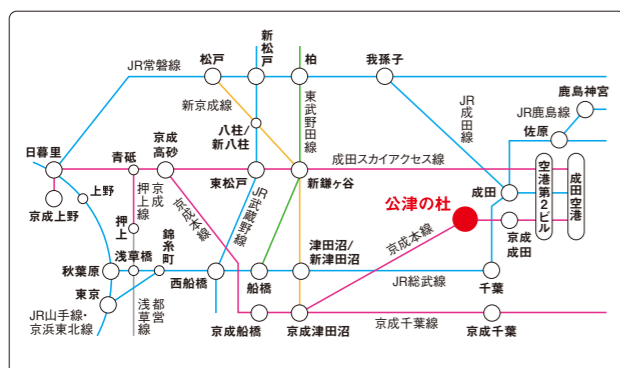 JR常磐線
松戸
新松戸
柏
我孫子
鹿島神宮
新京成線
東武野田線
JR成田線
JR鹿島線
佐原
八柱/
新八柱
日暮里
青砥
京成
高砂
成田スカイアクセス線
東松戸
新鎌ヶ谷
成田
空港第2ビル
成田空港
京成上野
上野
京成
押上線
押上
京成本線
JR武蔵野線
公津の杜
京成
成田
錦糸町
津田沼/
新津田沼
京成本線
秋葉原
浅草橋
西船橋
船橋
JR総武線
千葉
東京
都営
浅草線
JR山手線・
京浜東北線
京成船橋
京成津田沼
京成千葉線
京成千葉